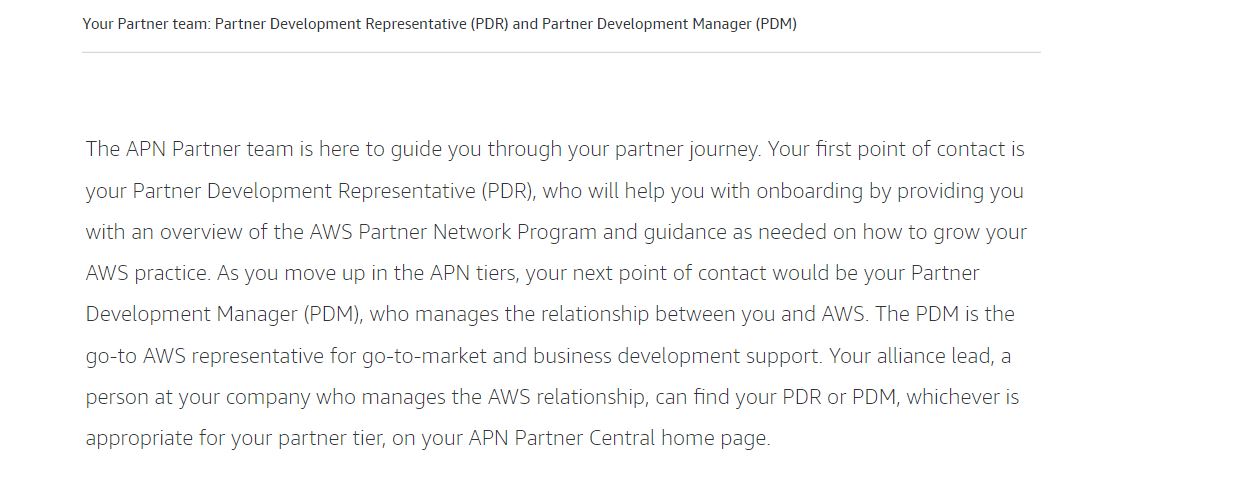 Your Partner team: Partner Development Representative (PDR) and Partner Development Manager (PDM)
The APN Partner team is here to guide you through your partner journey. Your first point of contact is
your Partner Development Representative (PDR), who will help you with onboarding by providing you
with an overview of the AWS Partner Network Program and guidance as needed on how to grow your
AWS practice. As you move up in the APN tiers, your next point of contact would be your Partner
Development Manager (PDM), who manages the relationship between you and AWS. The PDM is the
go-to AWS representative for go-to-market and business development support. Your alliance lead, a
person at your company who manages the AWS relationship, can find your PDR or PDM, whichever is
appropriate for your partner tier, on your APN Partner Central home page.